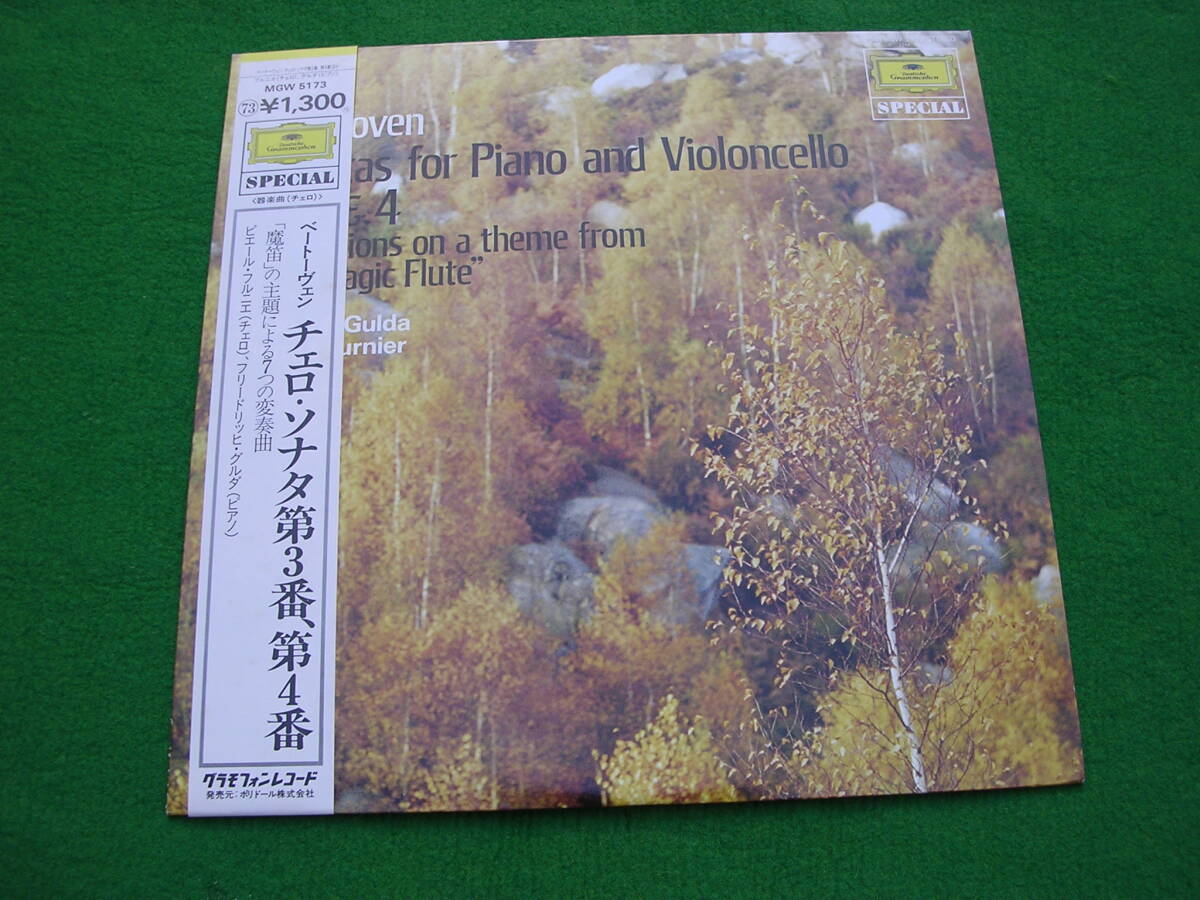 MGW 5173
73 ¥1,300
Deutsche
Grammophon
SPECIAL
<器楽曲(チェロ)>
ベートーヴェン
チェロ・ソナタ第3番、第4番
「魔笛」の主題による7つの変奏曲
ピエール・フルニエ(チェロ)、フリードリッヒ・グルダ(ピアノ)
グラモフォンレコード
発売元:ポリドール株式会社
oven
tas for Piano and Violoncello
4
ions on a theme from
agic Flute”
Gulda
urnier
Deutsche
Grammophon
SPECIAL